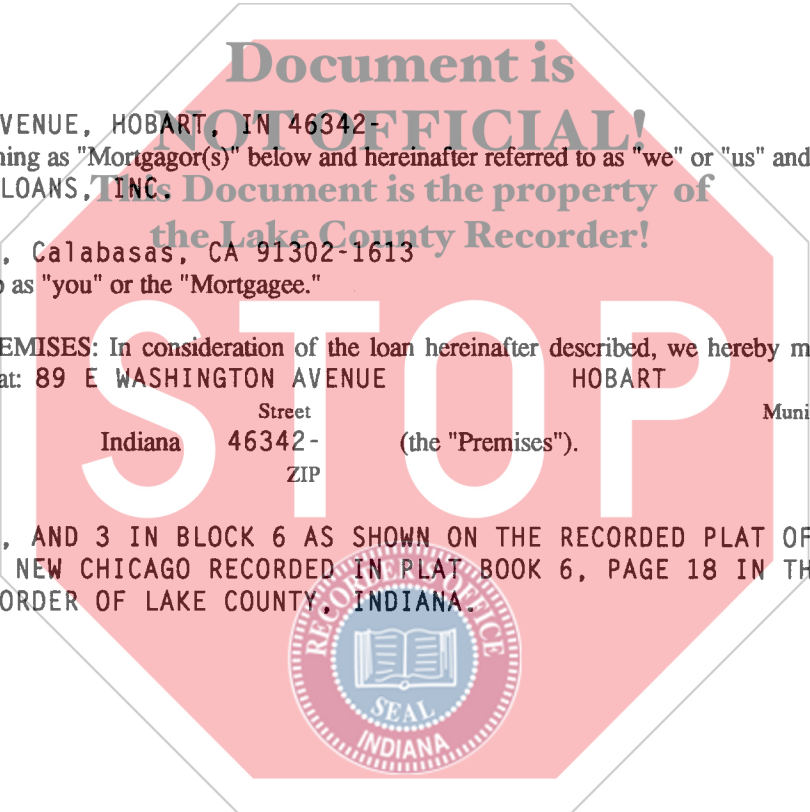 Document is
VENUE, HOBART, IN 46342-
NOT OFFICIAL!
ning as "Mortgagor(s)" below and hereinafter referred to as "we" or "us" and
LOANS, INC.
This Document is the property of
the Lake County Recorder!
, Calabasas, CA 91302-1613
o as "you" or the "Mortgagee."
STOP
EMISES: In consideration of the loan hereinafter described, we hereby m
at: 89 E WASHINGTON AVENUE HOBART
Street Muni
Indiana 46342- (the "Premises").
ZIP
, AND 3 IN BLOCK 6 AS SHOWN ON THE RECORDED PLAT OF
NEW CHICAGO RECORDED IN PLAT BOOK 6, PAGE 18 IN TH
ORDER OF LAKE COUNTY, INDIANA.
RECORDER'S OFFICE
SEAL
INDIANA